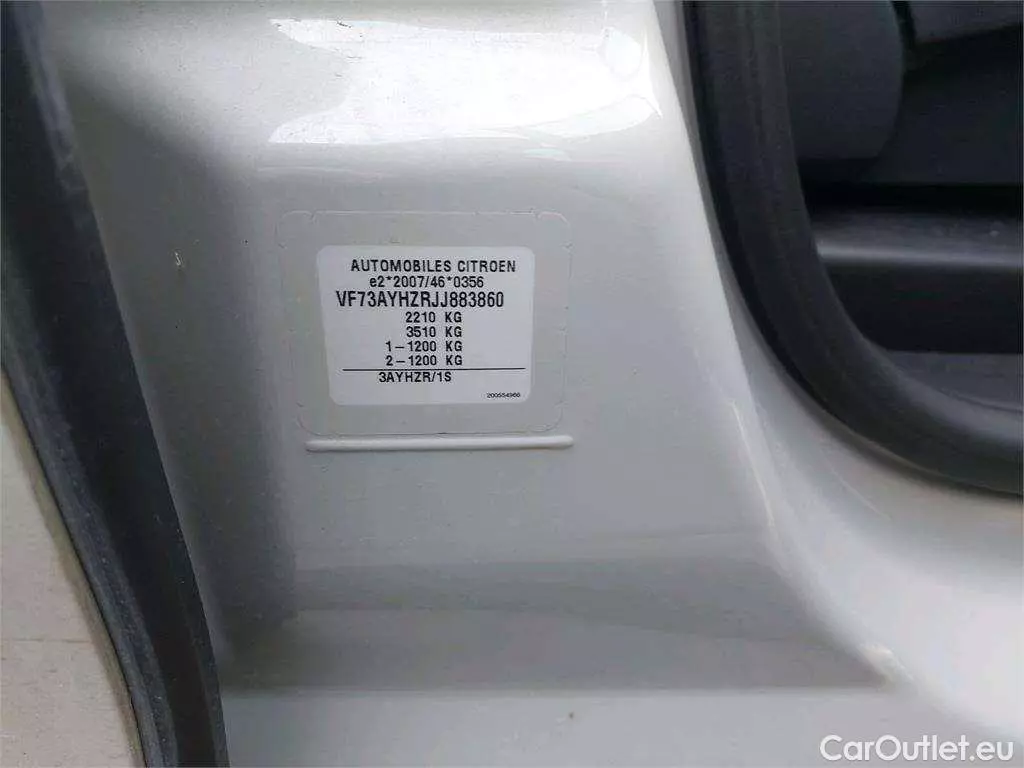 AUTOMOBILES CITROEN
e2*2007/46*0356
VF73AYHZRJJ883860
2210 KG
3510 KG
1-1200 KG
2-1200 KG
3AYHZR/1S
200554966
CarOutlet.eu